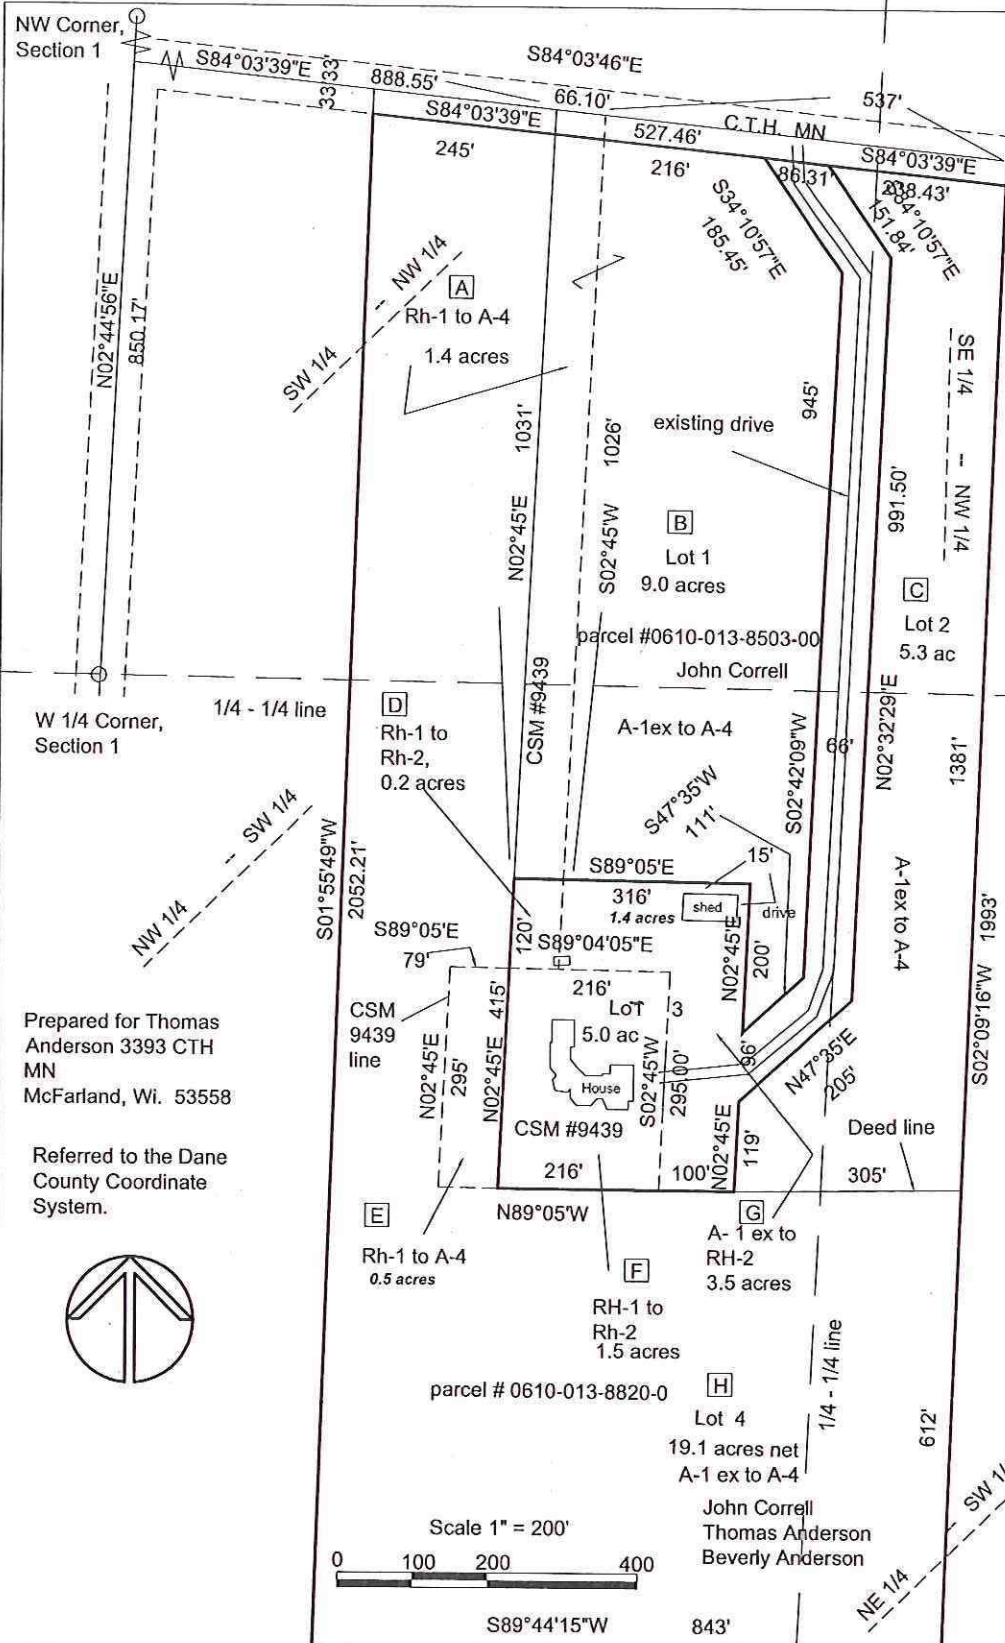 NW Corner,
Section 1
S84°03'39"E
888.55'
S84°03'46"E
33'
33'
66.10'
537'
S84°03'39"E
527.46'
C.T.H. MN
S84°03'39"E
245'
216'
86.31'
238.43'
S34°10'57"E
185.45'
S84°10'57"E
151.84'
N02°44'56"E
850.17'
SW 1/4 -- NW 1/4
A
Rh-1 to A-4
1.4 acres
1031'
N02°45'E
1026'
S02°45'W
existing drive
945'
991.50'
SE 1/4 -- NW 1/4
B
Lot 1
9.0 acres
parcel #0610-013-8503-00
John Correll
A-1ex to A-4
C
Lot 2
5.3 ac
W 1/4 Corner,
Section 1
1/4 - 1/4 line
D
Rh-1 to
Rh-2,
0.2 acres
CSM #9439
S02°42'09"W
66'
N02°32'29"E
1381'
S47°35'W
111'
NW 1/4 -- SW 1/4
S01°55'49"W
2052.21'
S89°05'E
316'
1.4 acres
15'
shed
drive
A-1ex to A-4
S89°05'E
79'
120'
S89°04'05"E
216'
N02°45'E
200'
S02°09'16"W 1993'
CSM
9439
line
N02°45'E
295'
415'
N02°45'E
LoT 3
5.0 ac
House
S02°45'W
295.00'
96'
N47°35'E
205'
CSM #9439
N02°45'E
119'
Deed line
216'
100'
305'
N89°05'W
Prepared for Thomas
Anderson 3393 CTH
MN
McFarland, Wi. 53558
Referred to the Dane
County Coordinate
System.
E
Rh-1 to A-4
0.5 acres
F
RH-1 to
Rh-2
1.5 acres
G
A- 1 ex to
RH-2
3.5 acres
parcel # 0610-013-8820-0
H
Lot 4
19.1 acres net
A-1 ex to A-4
John Correll
Thomas Anderson
Beverly Anderson
1/4 - 1/4 line
612'
NE 1/4
Scale 1" = 200'
0 100 200 400
S89°44'15"W 843'